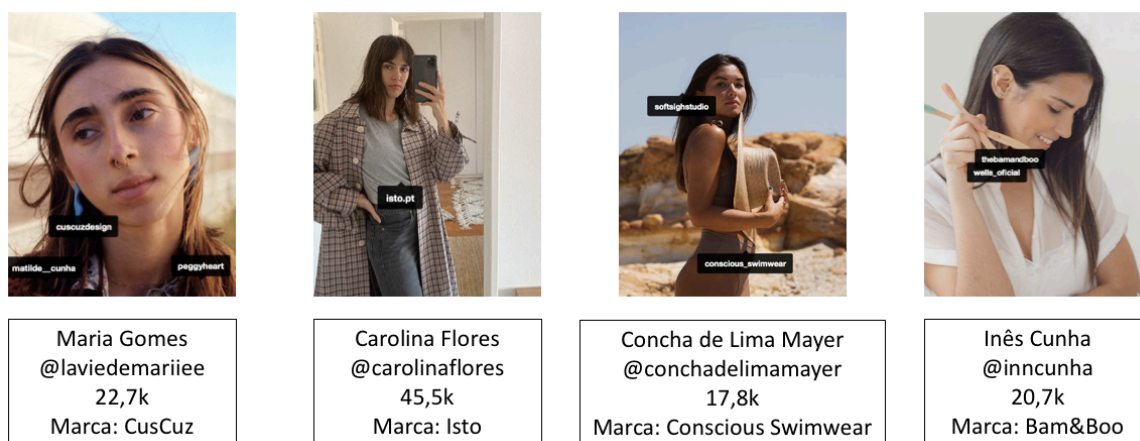 cuscuzdesign
matilde__cunha
peggyheart
isto.pt
softsighstudio
conscious_swimwear
thebamandboo
wells_oficial
Maria Gomes
@laviedemariiee
22,7k
Marca: CusCuz
Carolina Flores
@carolinaflores
45,5k
Marca: Isto
Concha de Lima Mayer
@conchadelimamayer
17,8k
Marca: Conscious Swimwear
Inês Cunha
@inncunha
20,7k
Marca: Bam&Boo